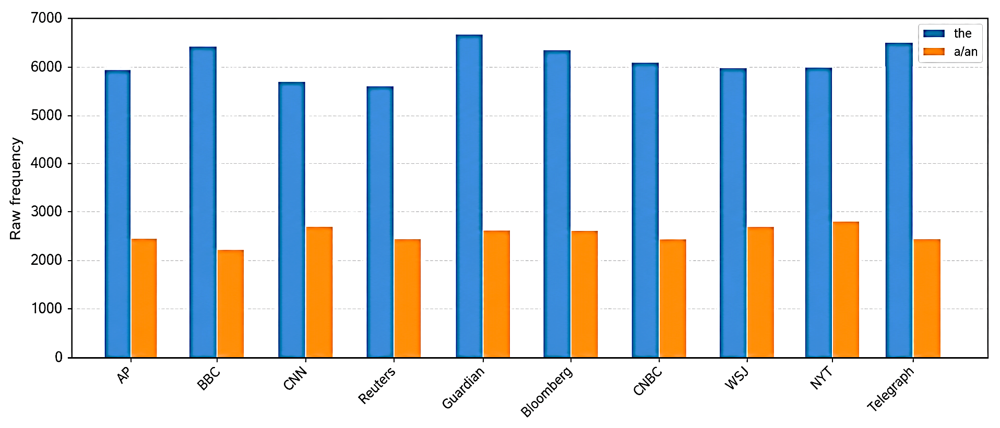 7000
6000
5000
4000
3000
2000
1000
0
Raw frequency
the
a/an
AP
BBC
CNN
Reuters
Guardian
Bloomberg
CNBC
WSJ
NYT
Telegraph